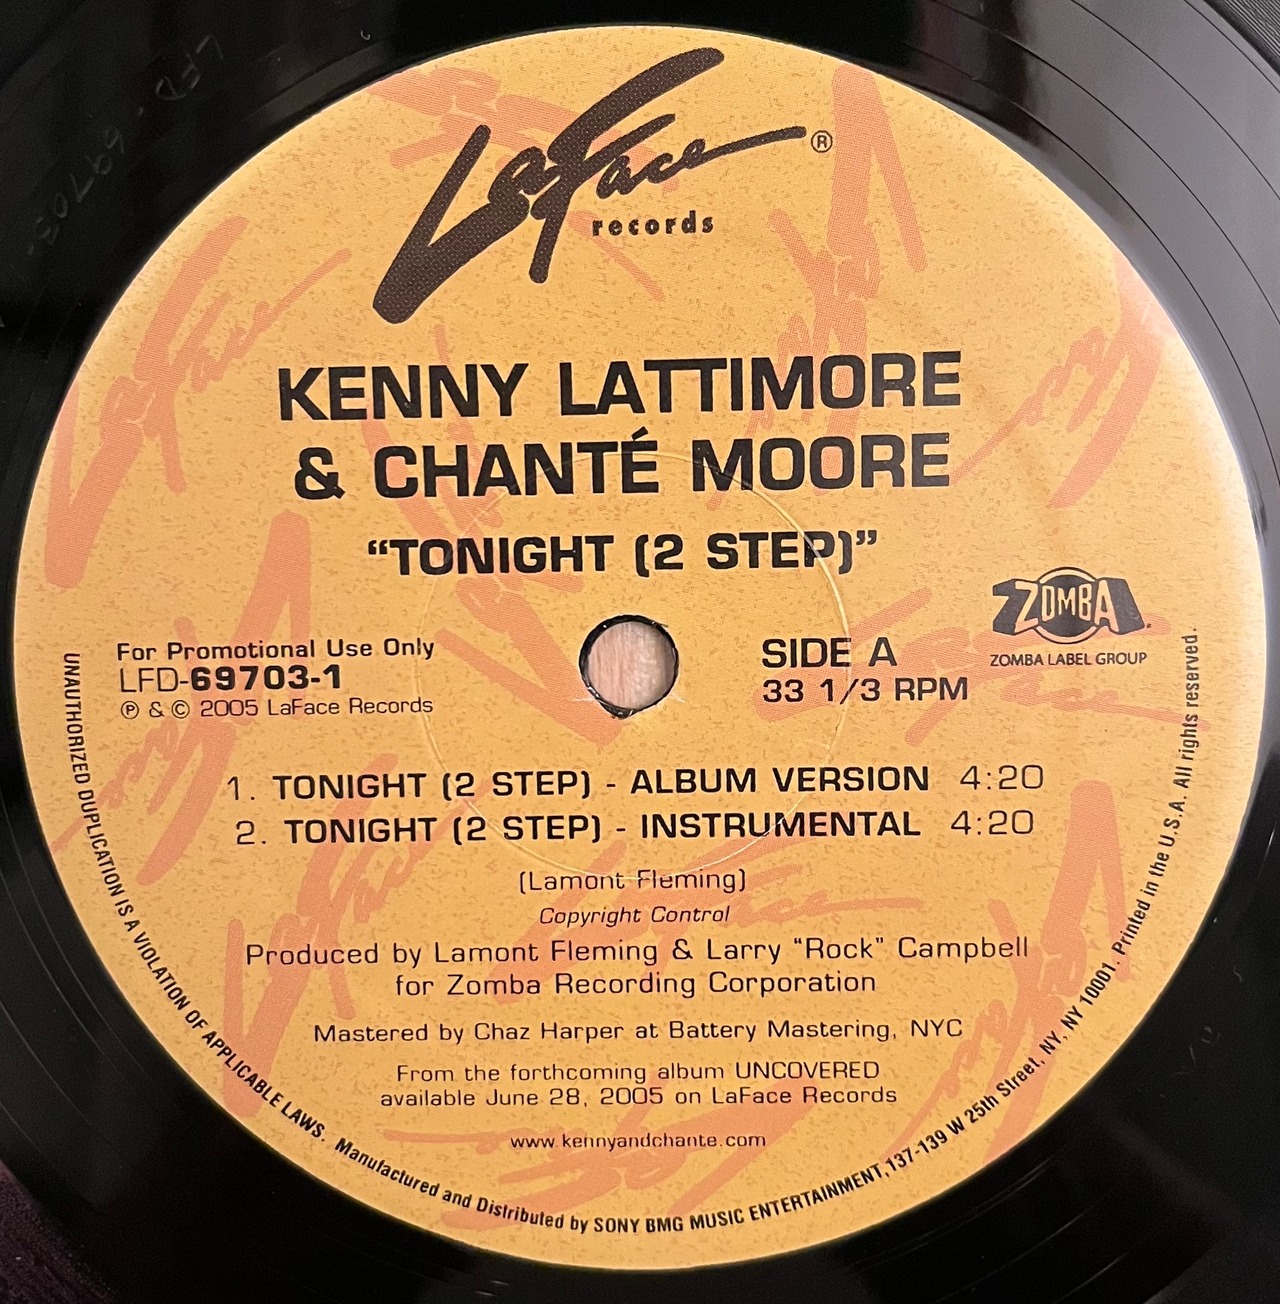 LaFace®
records
KENNY LATTIMORE
& CHANTÉ MOORE
“TONIGHT (2 STEP)”
For Promotional Use Only
LFD-69703-1
℗ & © 2005 LaFace Records
SIDE A
33 1/3 RPM
ZOMBA
ZOMBA LABEL GROUP
1. TONIGHT (2 STEP) - ALBUM VERSION 4:20
2. TONIGHT (2 STEP) - INSTRUMENTAL 4:20
(Lamont Fleming)
Copyright Control
Produced by Lamont Fleming & Larry “Rock” Campbell
for Zomba Recording Corporation
Mastered by Chaz Harper at Battery Mastering, NYC
From the forthcoming album UNCOVERED
available June 28, 2005 on LaFace Records
www.kennyandchante.com
UNAUTHORIZED DUPLICATION IS A VIOLATION OF APPLICABLE LAWS. Manufactured and Distributed by SONY BMG MUSIC ENTERTAINMENT, 137-139 W 25th Street, NY, NY 10001. Printed in the U.S.A. All rights reserved.
LFD-69703-